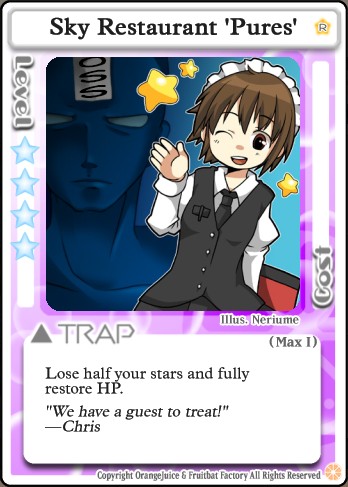 Sky Restaurant 'Pures'
R
Level
BOSS
Cost
Illus. Neriume
TRAP
(Max 1)
Lose half your stars and fully
restore HP.
"We have a guest to treat!"
—Chris
Copyright Orangejuice & Fruitbat Factory All Rights Reserved